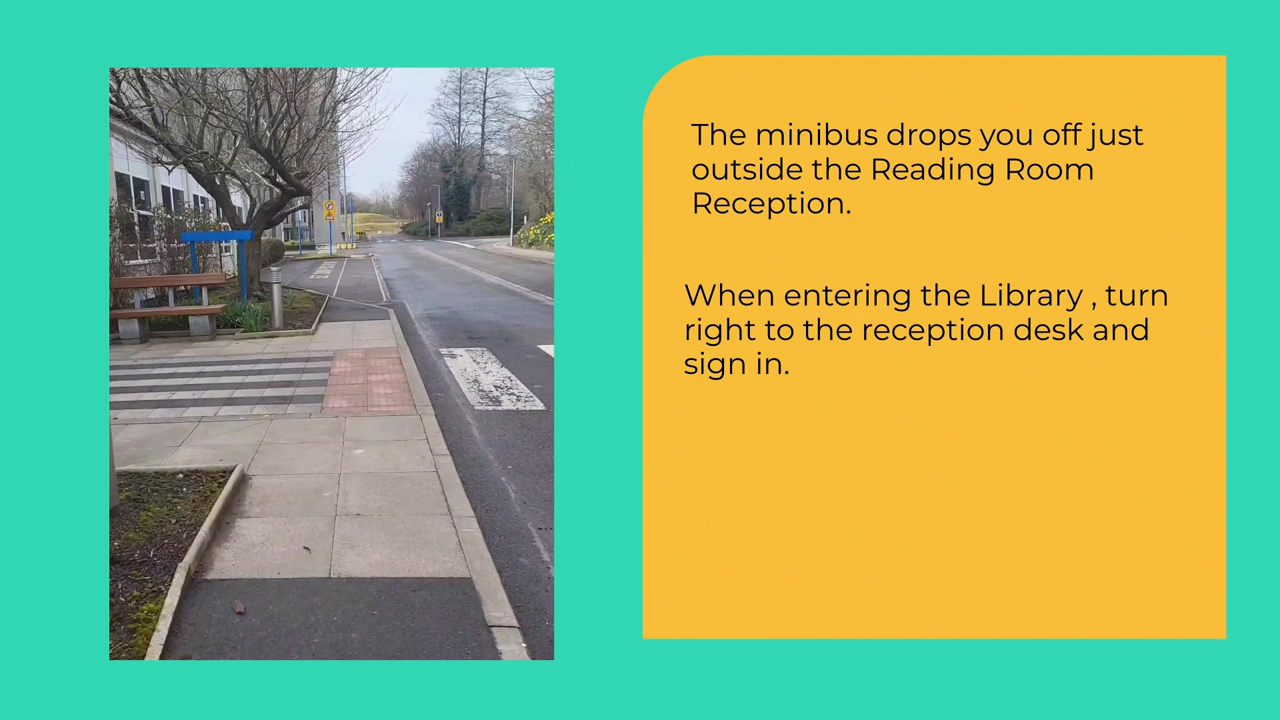 The minibus drops you off just
outside the Reading Room
Reception.
When entering the Library , turn
right to the reception desk and
sign in.